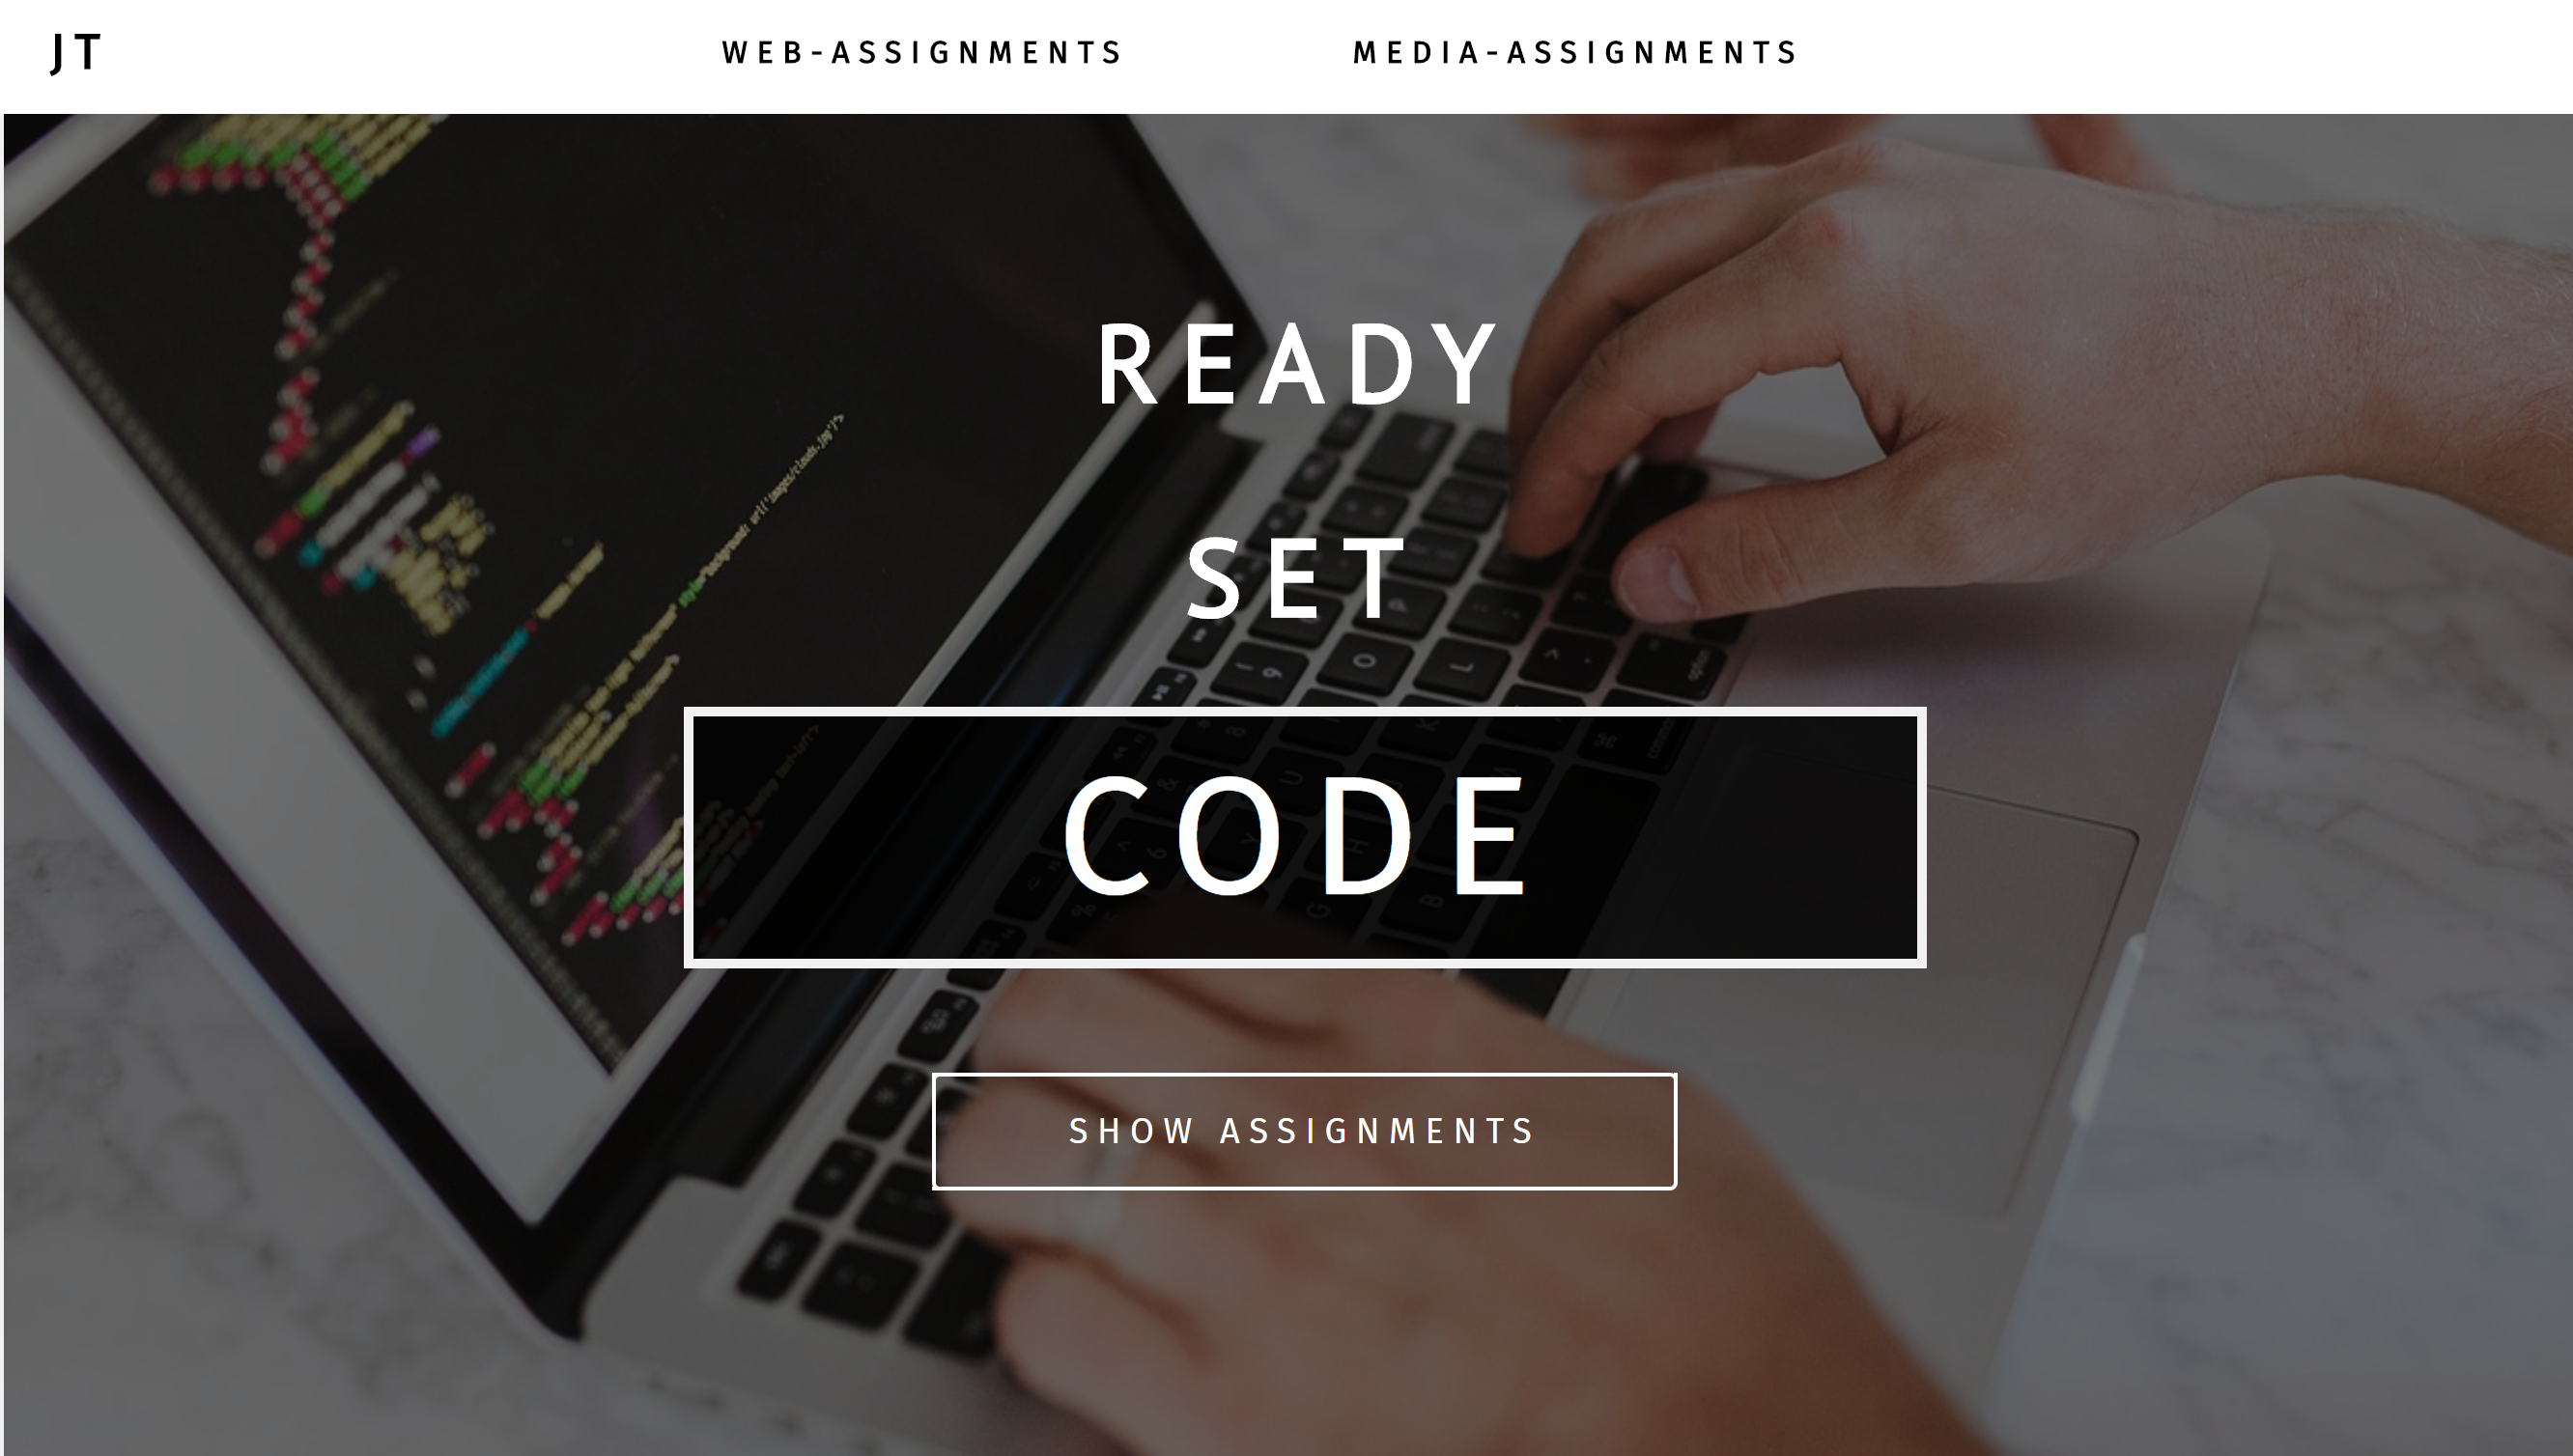 JT
WEB-ASSIGNMENTS
MEDIA-ASSIGNMENTS
READY
SET
CODE
SHOW ASSIGNMENTS